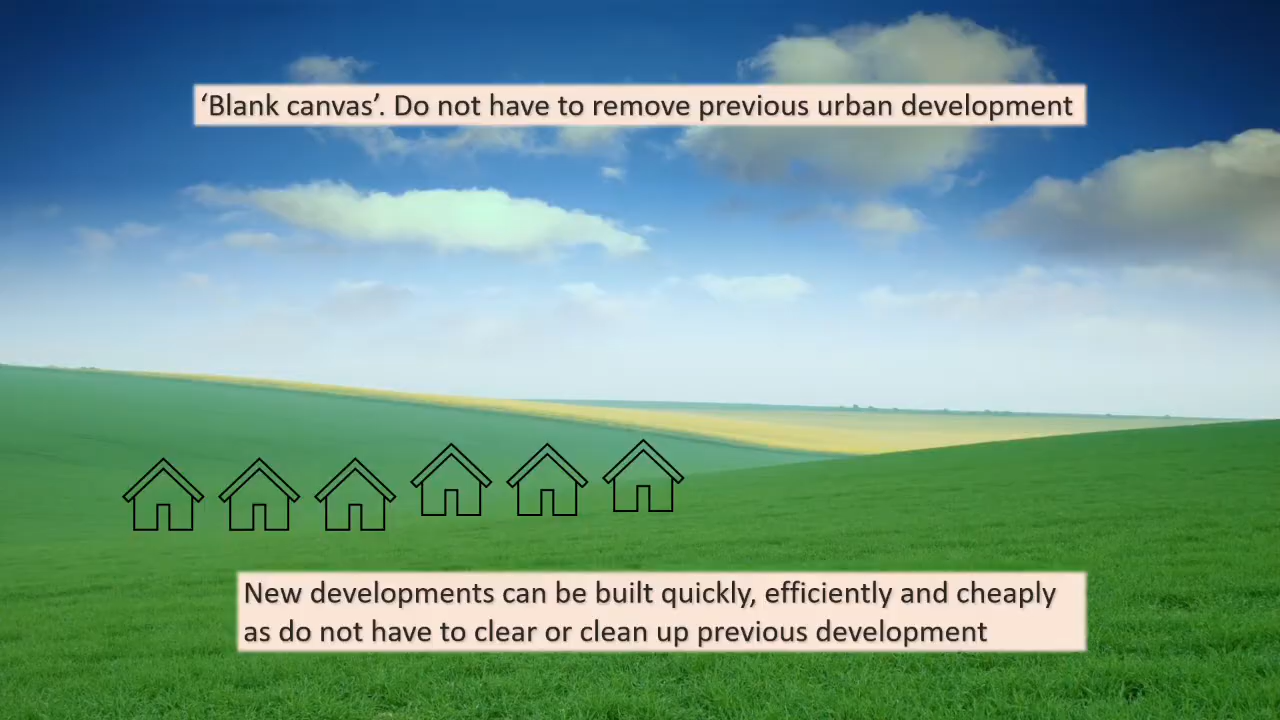 ‘Blank canvas’. Do not have to remove previous urban development
New developments can be built quickly, efficiently and cheaply
as do not have to clear or clean up previous development